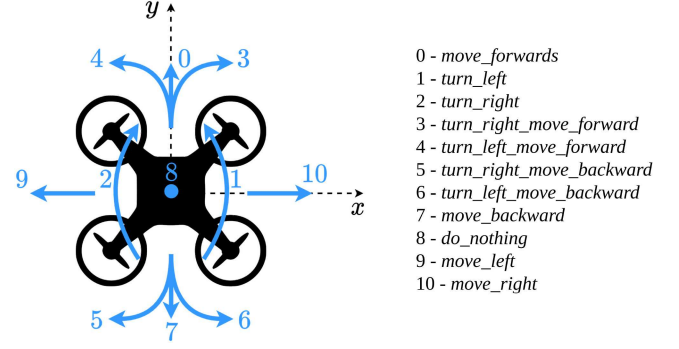 y
4 0 3
9 2 8 1 10
x
5 7 6
0 - move_forwards
1 - turn_left
2 - turn_right
3 - turn_right_move_forward
4 - turn_left_move_forward
5 - turn_right_move_backward
6 - turn_left_move_backward
7 - move_backward
8 - do_nothing
9 - move_left
10 - move_right